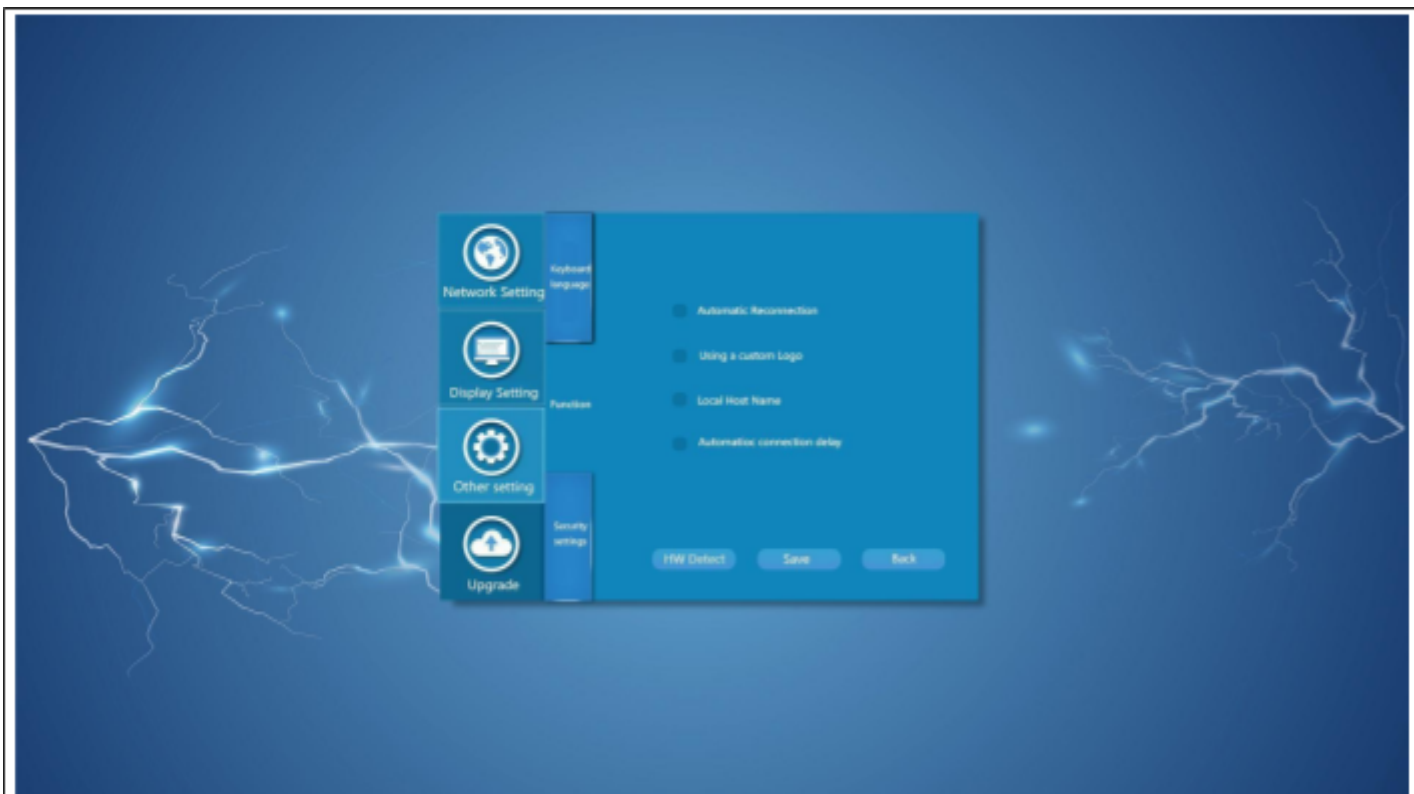 Network Setting
Display Setting
Other setting
Upgrade
Keyboard
language
Function
Security
settings
Automatic Reconnection
Using a custom Logo
Local Host Name
Automatioc connection delay
HW Detect
Save
Back